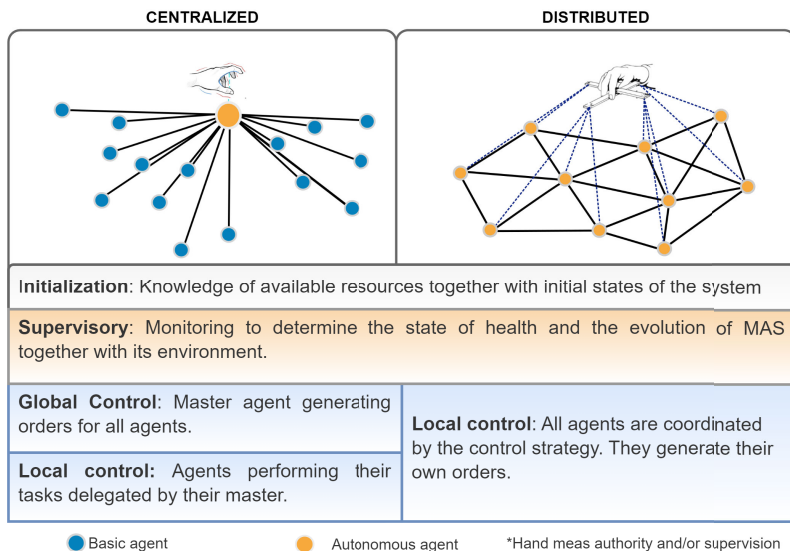 CENTRALIZED
DISTRIBUTED
Initialization: Knowledge of available resources together with initial states of the system
Supervisory: Monitoring to determine the state of health and the evolution of MAS
together with its environment.
Global Control: Master agent generating
orders for all agents.
Local control: Agents performing their
tasks delegated by their master.
Local control: All agents are coordinated
by the control strategy. They generate their
own orders.
Basic agent
Autonomous agent
*Hand meas authority and/or supervision